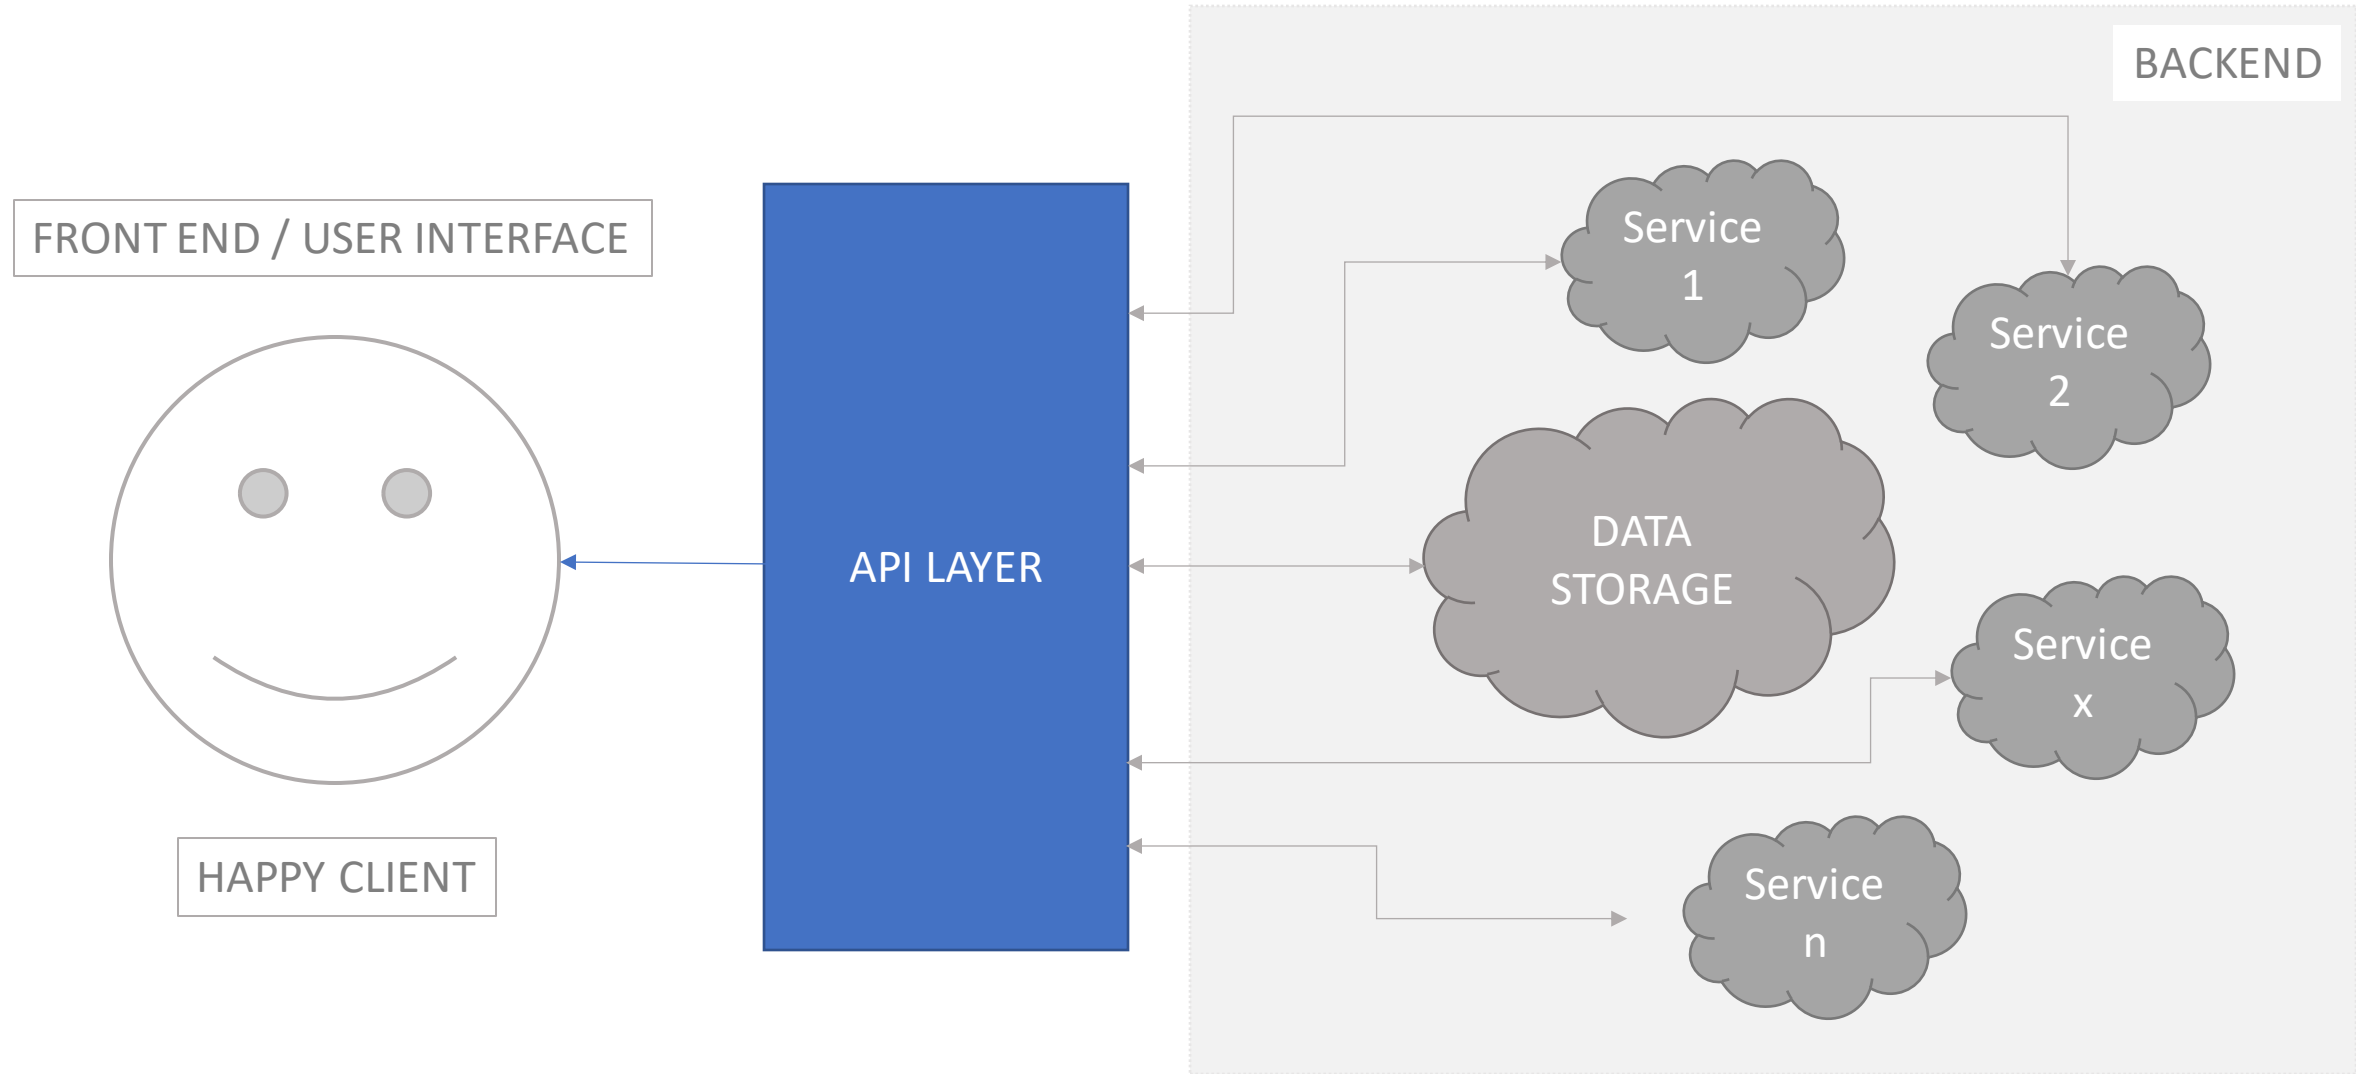 BACKEND
FRONT END / USER INTERFACE
Service
1
Service
2
API LAYER
DATA
STORAGE
Service
x
HAPPY CLIENT
Service
n